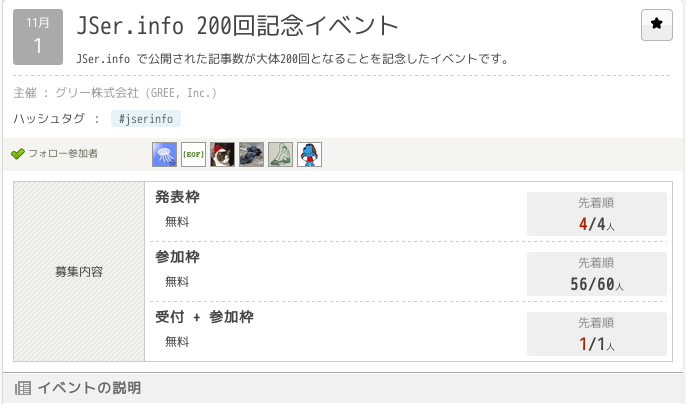 11月
1
JSer.info 200回記念イベント
JSer.info で公開された記事数が大体200回となることを記念したイベントです。
主催 : グリー株式会社 (GREE, Inc.)
ハッシュタグ : #jserinfo
フォロー参加者
[EOF]
募集内容
発表枠
無料
先着順
4/4人
参加枠
無料
先着順
56/60人
受付 + 参加枠
無料
先着順
1/1人
イベントの説明